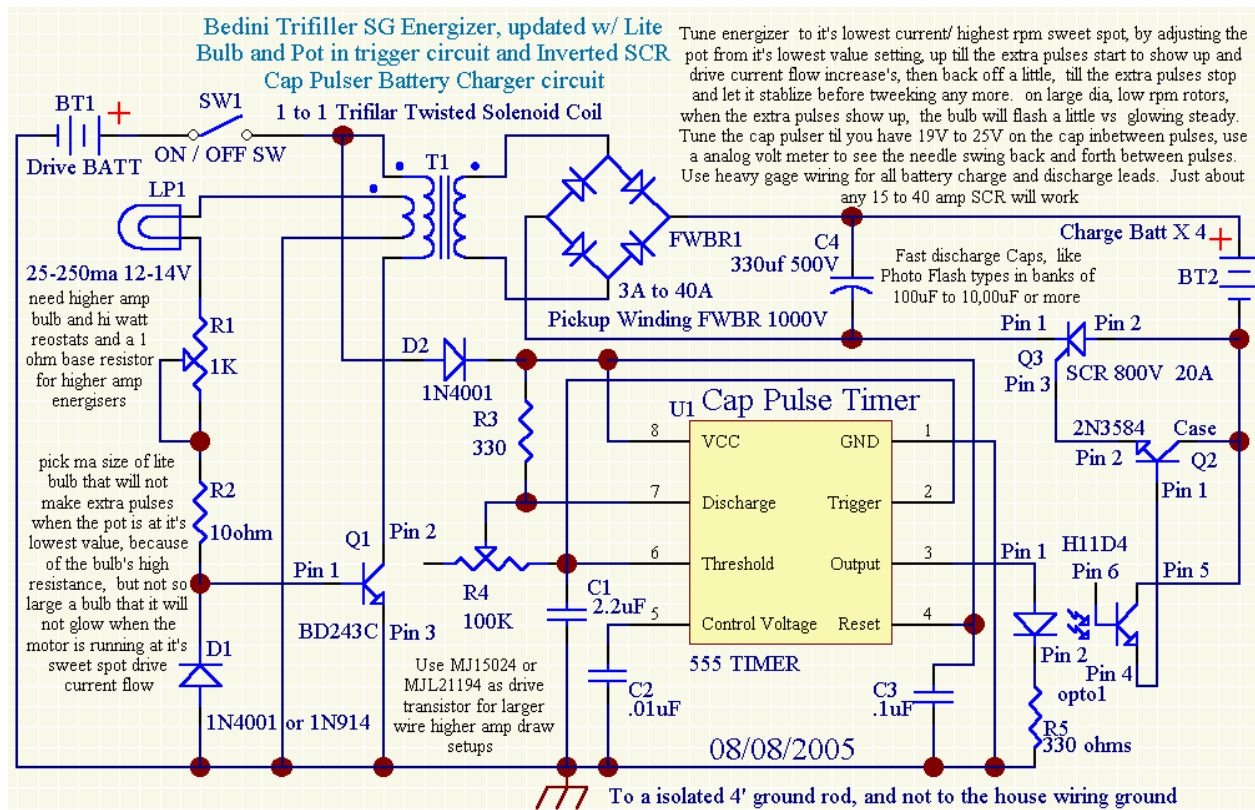 Bedini Trifiller SG Energizer, updated w/ Lite
Bulb and Pot in trigger circuit and Inverted SCR
Cap Pulser Battery Charger circuit
Tune energizer to it's lowest current/ highest rpm sweet spot, by adjusting the
pot from it's lowest value setting, up till the extra pulses start to show up and
drive current flow increase's, then back off a little, till the extra pulses stop
and let it stablize before tweeking any more. on large dia, low rpm rotors,
when the extra pulses show up, the bulb will flash a little vs glowing steady.
Tune the cap pulser til you have 19V to 25V on the cap inbetween pulses, use
a analog volt meter to see the needle swing back and forth between pulses.
Use heavy gage wiring for all battery charge and discharge leads. Just about
any 15 to 40 amp SCR will work
BT1
+
SW1
1 to 1 Trifilar Twisted Solenoid Coil
Drive BATT
ON / OFF SW
T1
LP1
25-250ma 12-14V
FWBR1
3A to 40A
Pickup Winding FWBR 1000V
C4
330uf 500V
Charge Batt X 4
+
BT2
Fast discharge Caps, like
Photo Flash types in banks of
100uF to 10,00uF or more
need higher amp
bulb and hi watt
reostats and a 1
ohm base resistor
for higher amp
energisers
R1
1K
D2
1N4001
R3
330
Pin 1
Pin 2
Q3
Pin 3
SCR 800V 20A
Cap Pulse Timer
U1
8
VCC
GND
1
7
Discharge
Trigger
2
6
Threshold
Output
3
5
Control Voltage
Reset
4
555 TIMER
2N3584
Case
Pin 2
Q2
Pin 1
pick ma size of lite
bulb that will not
make extra pulses
when the pot is at it's
lowest value, because
of the bulb's high
resistance, but not so
large a bulb that it will
not glow when the
motor is running at it's
sweet spot drive
current flow
R2
10ohm
Q1
Pin 2
Pin 1
BD243C
Pin 3
R4
100K
C1
2.2uF
Pin 1
H11D4
Pin 6
Pin 5
Pin 2
Pin 4
opto1
D1
1N4001 or 1N914
Use MJ15024 or
MJL21194 as drive
transistor for larger
wire higher amp draw
setups
C2
.01uF
C3
.1uF
R5
330 ohms
08/08/2005
To a isolated 4' ground rod, and not to the house wiring ground